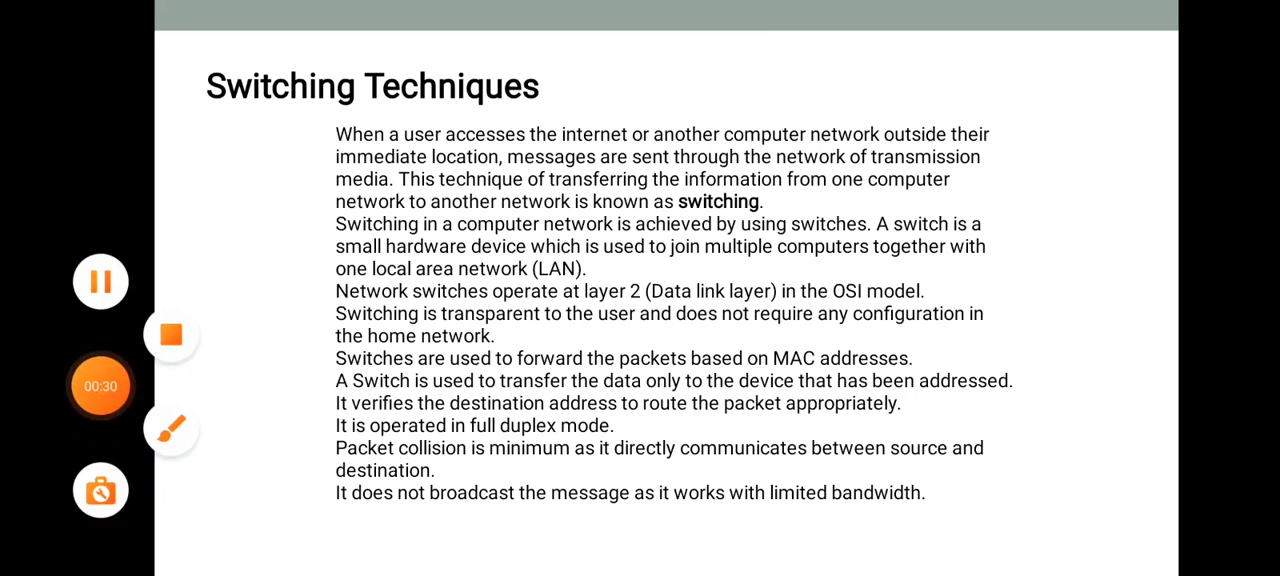 Switching Techniques
When a user accesses the internet or another computer network outside their
immediate location, messages are sent through the network of transmission
media. This technique of transferring the information from one computer
network to another network is known as switching.
Switching in a computer network is achieved by using switches. A switch is a
small hardware device which is used to join multiple computers together with
one local area network (LAN).
Network switches operate at layer 2 (Data link layer) in the OSI model.
Switching is transparent to the user and does not require any configuration in
the home network.
Switches are used to forward the packets based on MAC addresses.
A Switch is used to transfer the data only to the device that has been addressed.
It verifies the destination address to route the packet appropriately.
It is operated in full duplex mode.
Packet collision is minimum as it directly communicates between source and
destination.
It does not broadcast the message as it works with limited bandwidth.
00:30